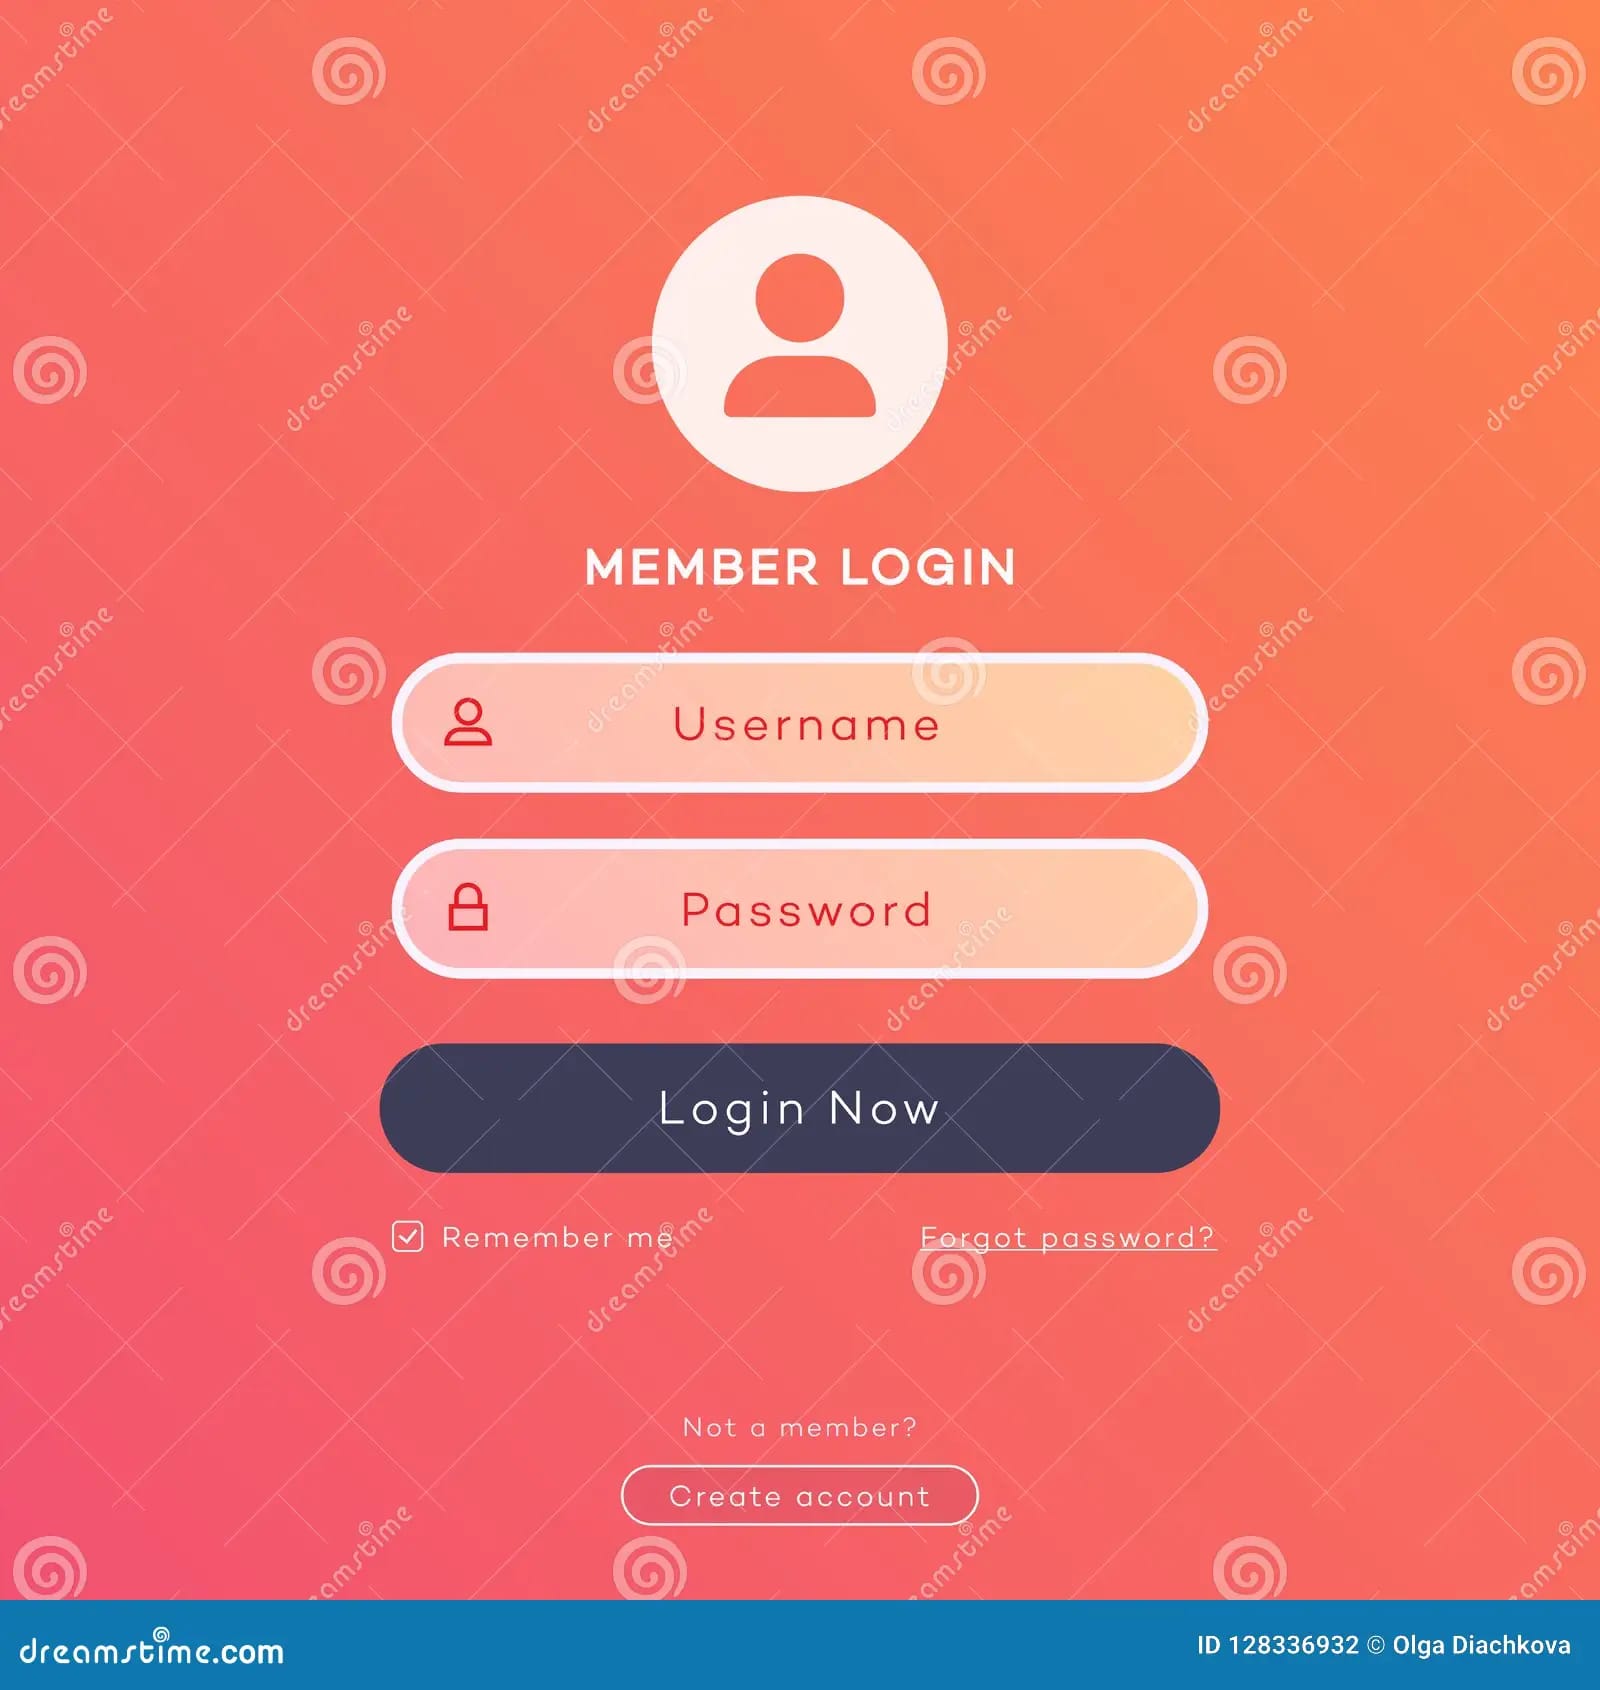 MEMBER LOGIN
Username
Password
Login Now
Remember me
Forgot password?
Not a member?
Create account
dreamstime.com
ID 128336932 © Olga Diachkova